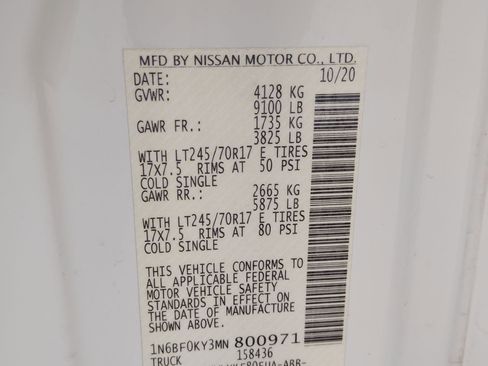 MFD BY NISSAN MOTOR CO., LTD.
DATE: 10/20
GVWR: 4128 KG
9100 LB
GAWR FR.: 1735 KG
3825 LB
WITH LT245/70R17 E TIRES
17X7.5 RIMS AT 50 PSI
COLD SINGLE
GAWR RR.: 2665 KG
5875 LB
WITH LT245/70R17 E TIRES
17X7.5 RIMS AT 80 PSI
COLD SINGLE
THIS VEHICLE CONFORMS TO
ALL APPLICABLE FEDERAL
MOTOR VEHICLE SAFETY
STANDARDS IN EFFECT ON
THE DATE OF MANUFACTURE
SHOWN ABOVE.
1N6BF0KY3MN 800971
TRUCK 158436